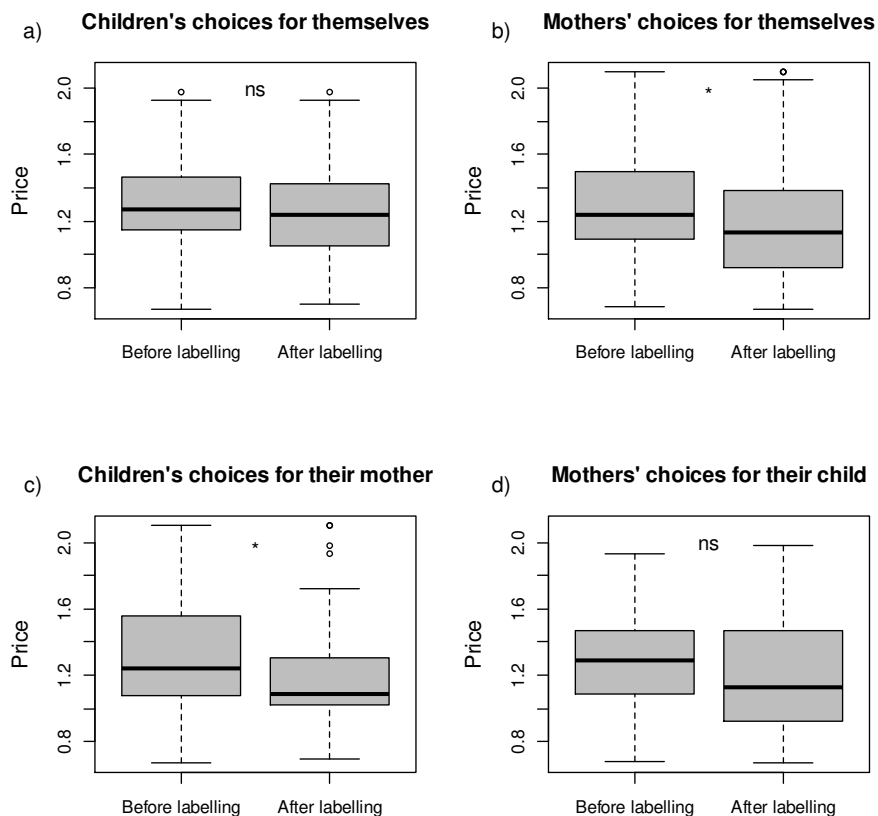 a) Children's choices for themselves
Price
2.0
1.6
1.2
0.8
ns
Before labelling After labelling
b) Mothers' choices for themselves
Price
2.0
1.6
1.2
0.8
*
Before labelling After labelling
c) Children's choices for their mother
Price
2.0
1.6
1.2
0.8
*
Before labelling After labelling
d) Mothers' choices for their child
Price
2.0
1.6
1.2
0.8
ns
Before labelling After labelling